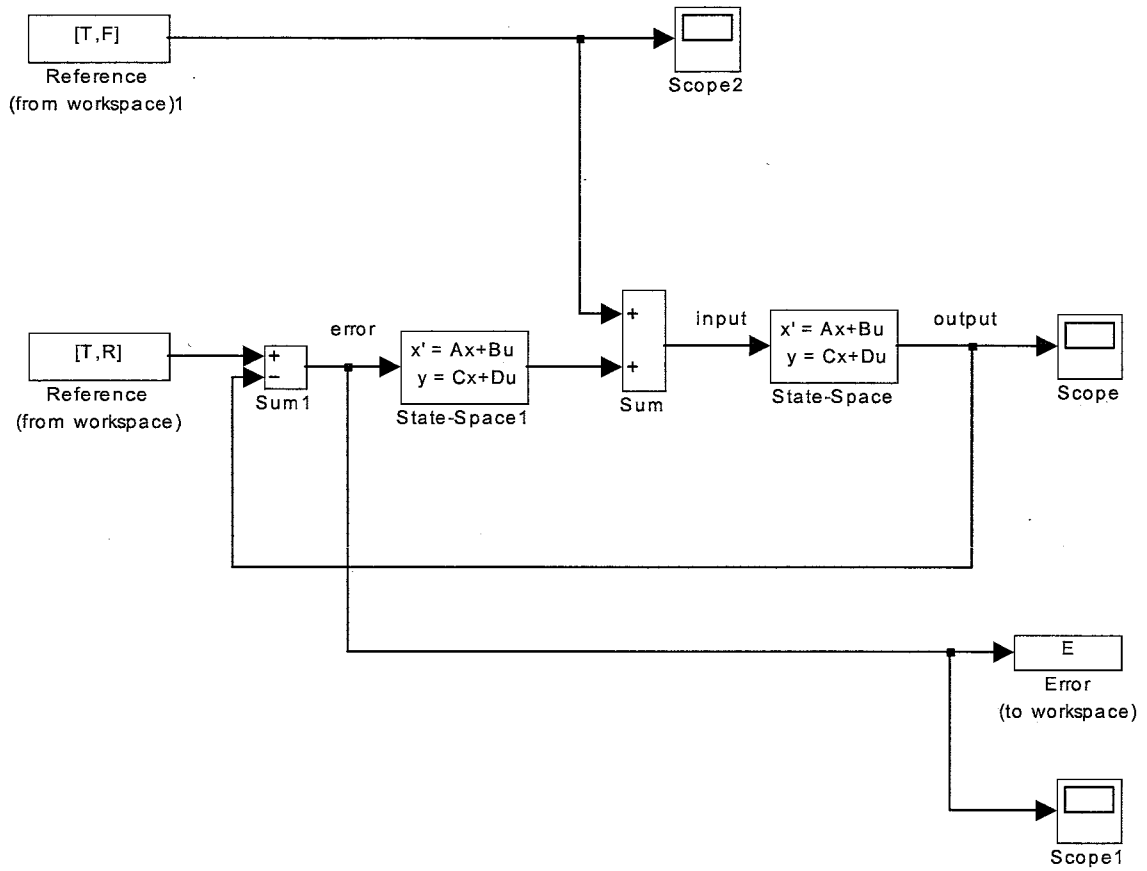 [T,F]
Reference
(from workspace)1
Scope2
[T,R]
Reference
(from workspace)
+
−
Sum1
error
x' = Ax+Bu
y = Cx+Du
State-Space1
+
+
Sum
input
x' = Ax+Bu
y = Cx+Du
State-Space
output
Scope
E
Error
(to workspace)
Scope1